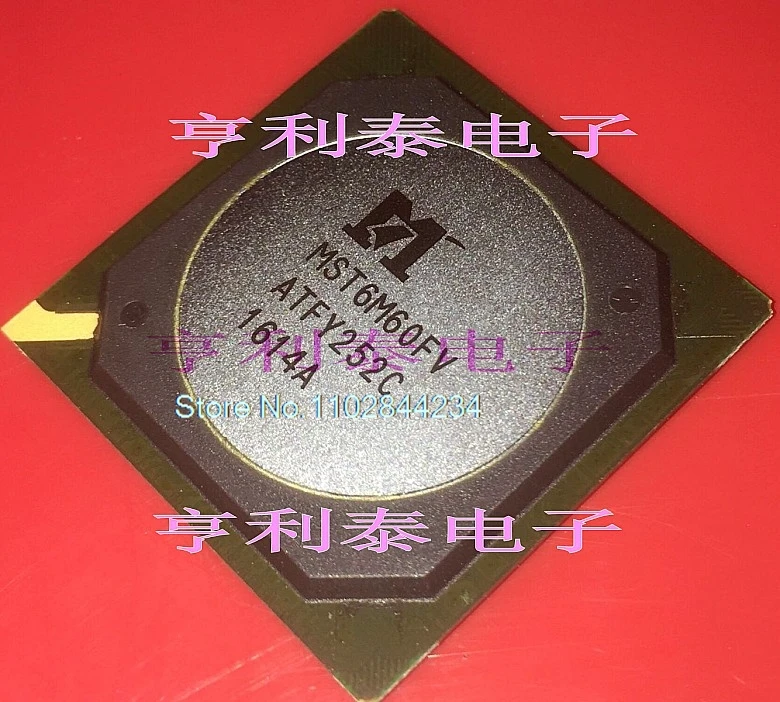 亨利泰电子
MST6M60FV
ATFY252C
1614A
亨利泰电子
Store No. 1102844234
亨利泰电子